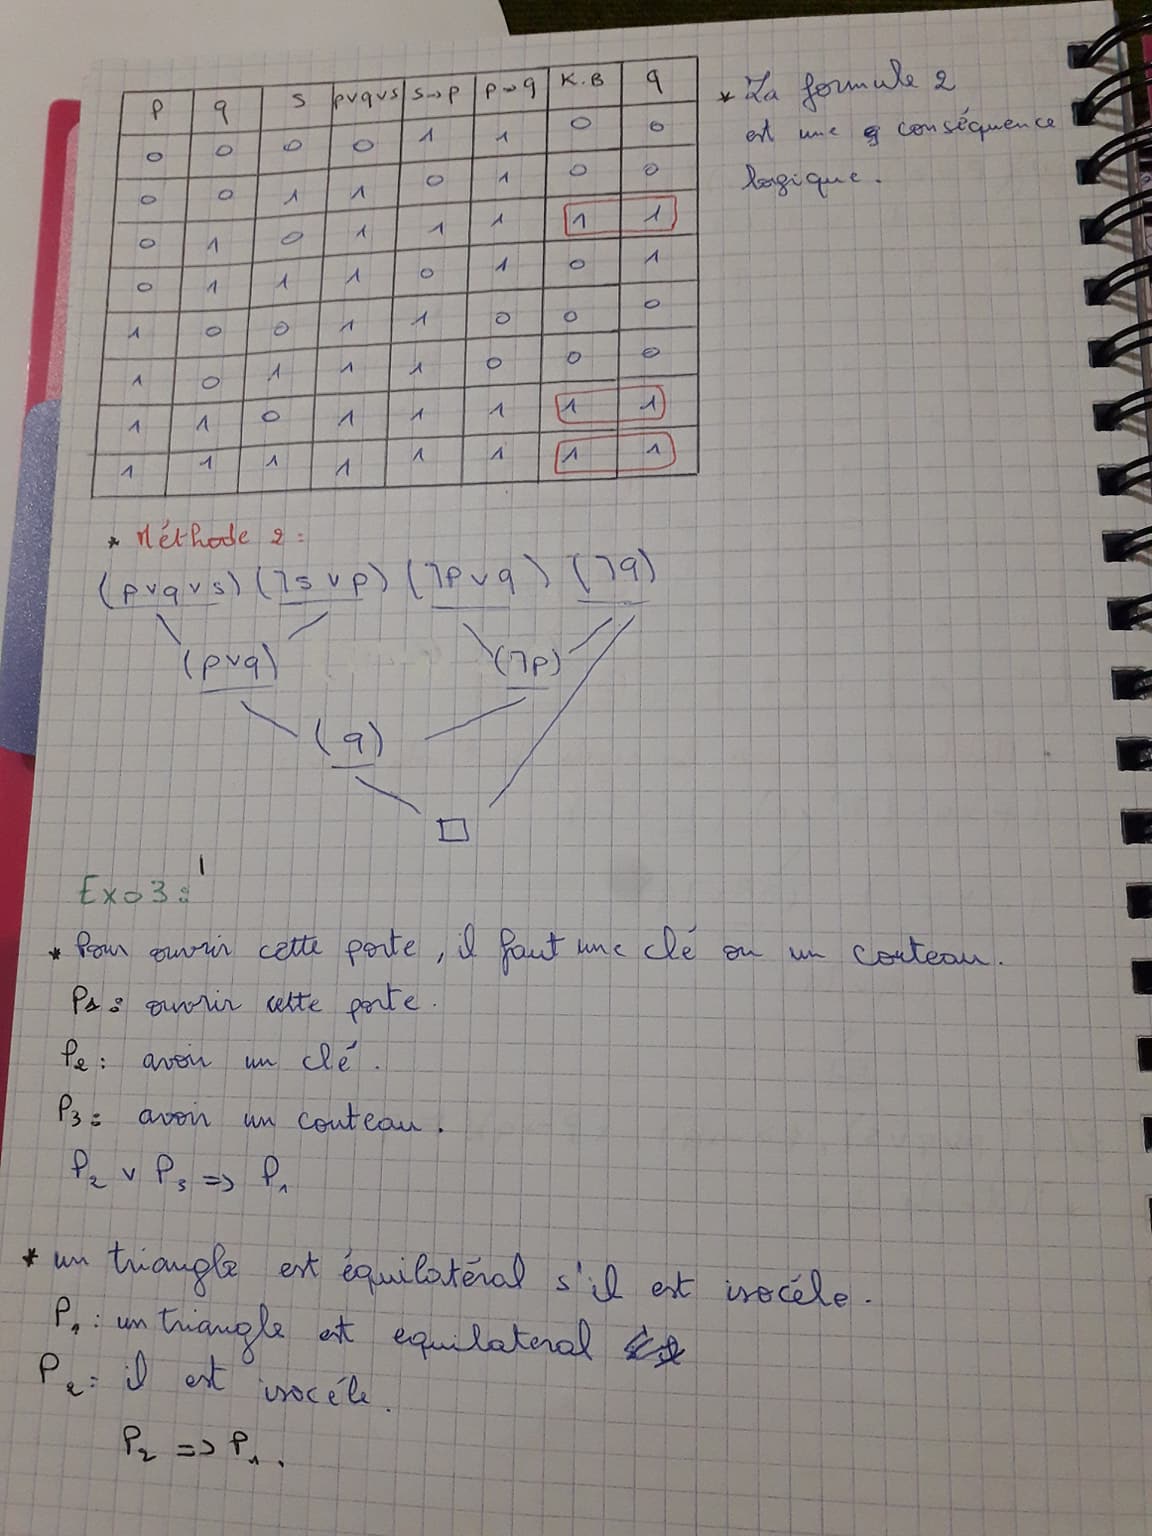 p q s pvqvs s→p p→q K.B q
0 0 0 0 1 1 0 0
0 0 1 1 0 1 0 0
0 1 0 1 1 1 1 1
0 1 1 1 0 1 0 1
1 0 0 1 1 0 0 0
1 0 1 1 1 0 0 0
1 1 0 1 1 1 1 1
1 1 1 1 1 1 1 1
* La formule 2
est une conséquence
logique.
* Méthode 2 :
(p∨q∨s) (¬s∨p) (¬p∨q) (¬q)
(p∨q) (¬p)
(q)
□
Exo3 :
* Pour ouvrir cette porte, il faut une clé ou un couteau.
P1 : ouvrir cette porte.
P2 : avoir un clé.
P3 : avoir un couteau.
P2 ∨ P3 => P1
* un triangle est équilatéral s'il est isocéle.
P1 : un triangle est equilateral
P2 : il est isocéle.
P2 => P1.